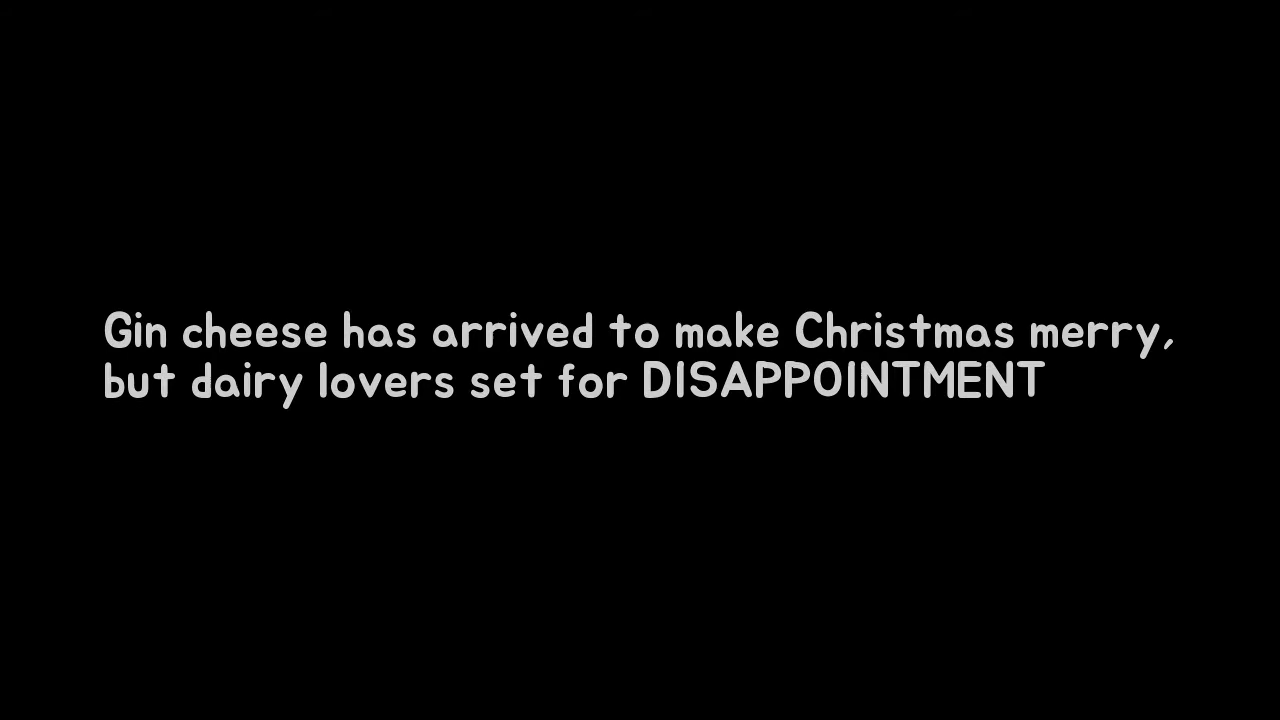 Gin cheese has arrived to make Christmas merry,
but dairy lovers set for DISAPPOINTMENT